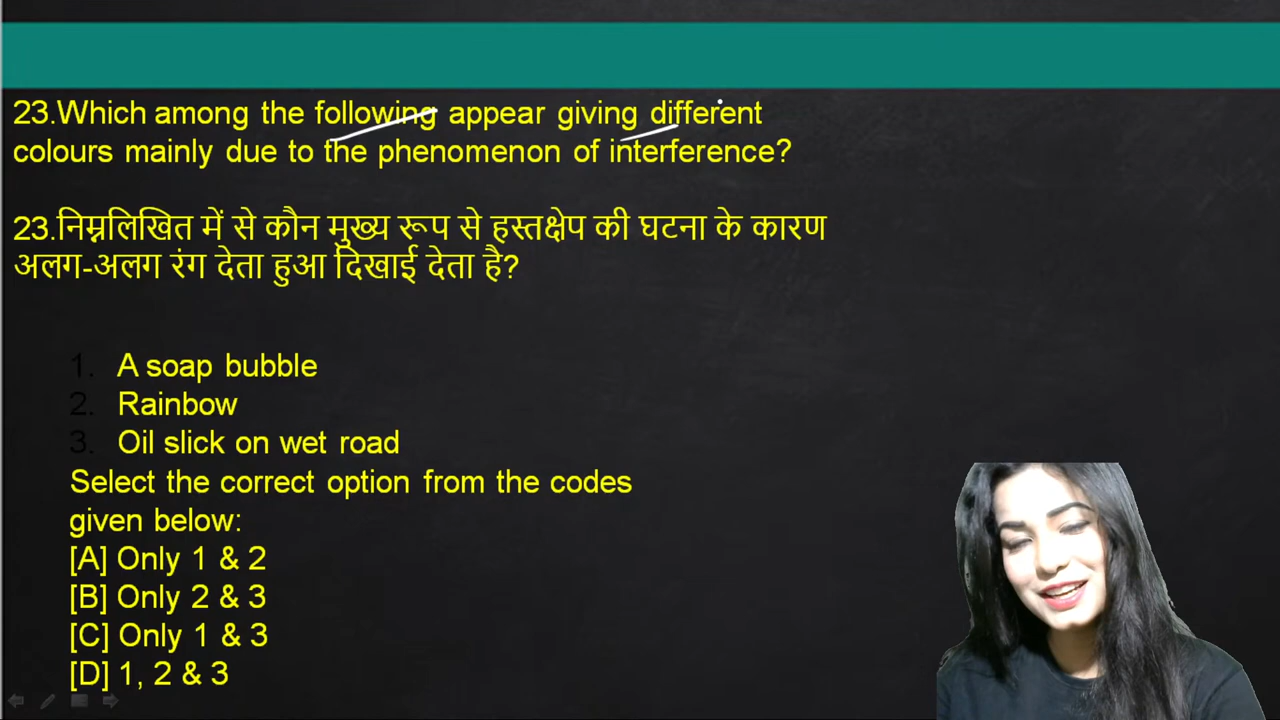 23.Which among the following appear giving different
colours mainly due to the phenomenon of interference?
23.निम्नलिखित में से कौन मुख्य रूप से हस्तक्षेप की घटना के कारण
अलग-अलग रंग देता हुआ दिखाई देता है?
1. A soap bubble
2. Rainbow
3. Oil slick on wet road
Select the correct option from the codes
given below:
[A] Only 1 & 2
[B] Only 2 & 3
[C] Only 1 & 3
[D] 1, 2 & 3